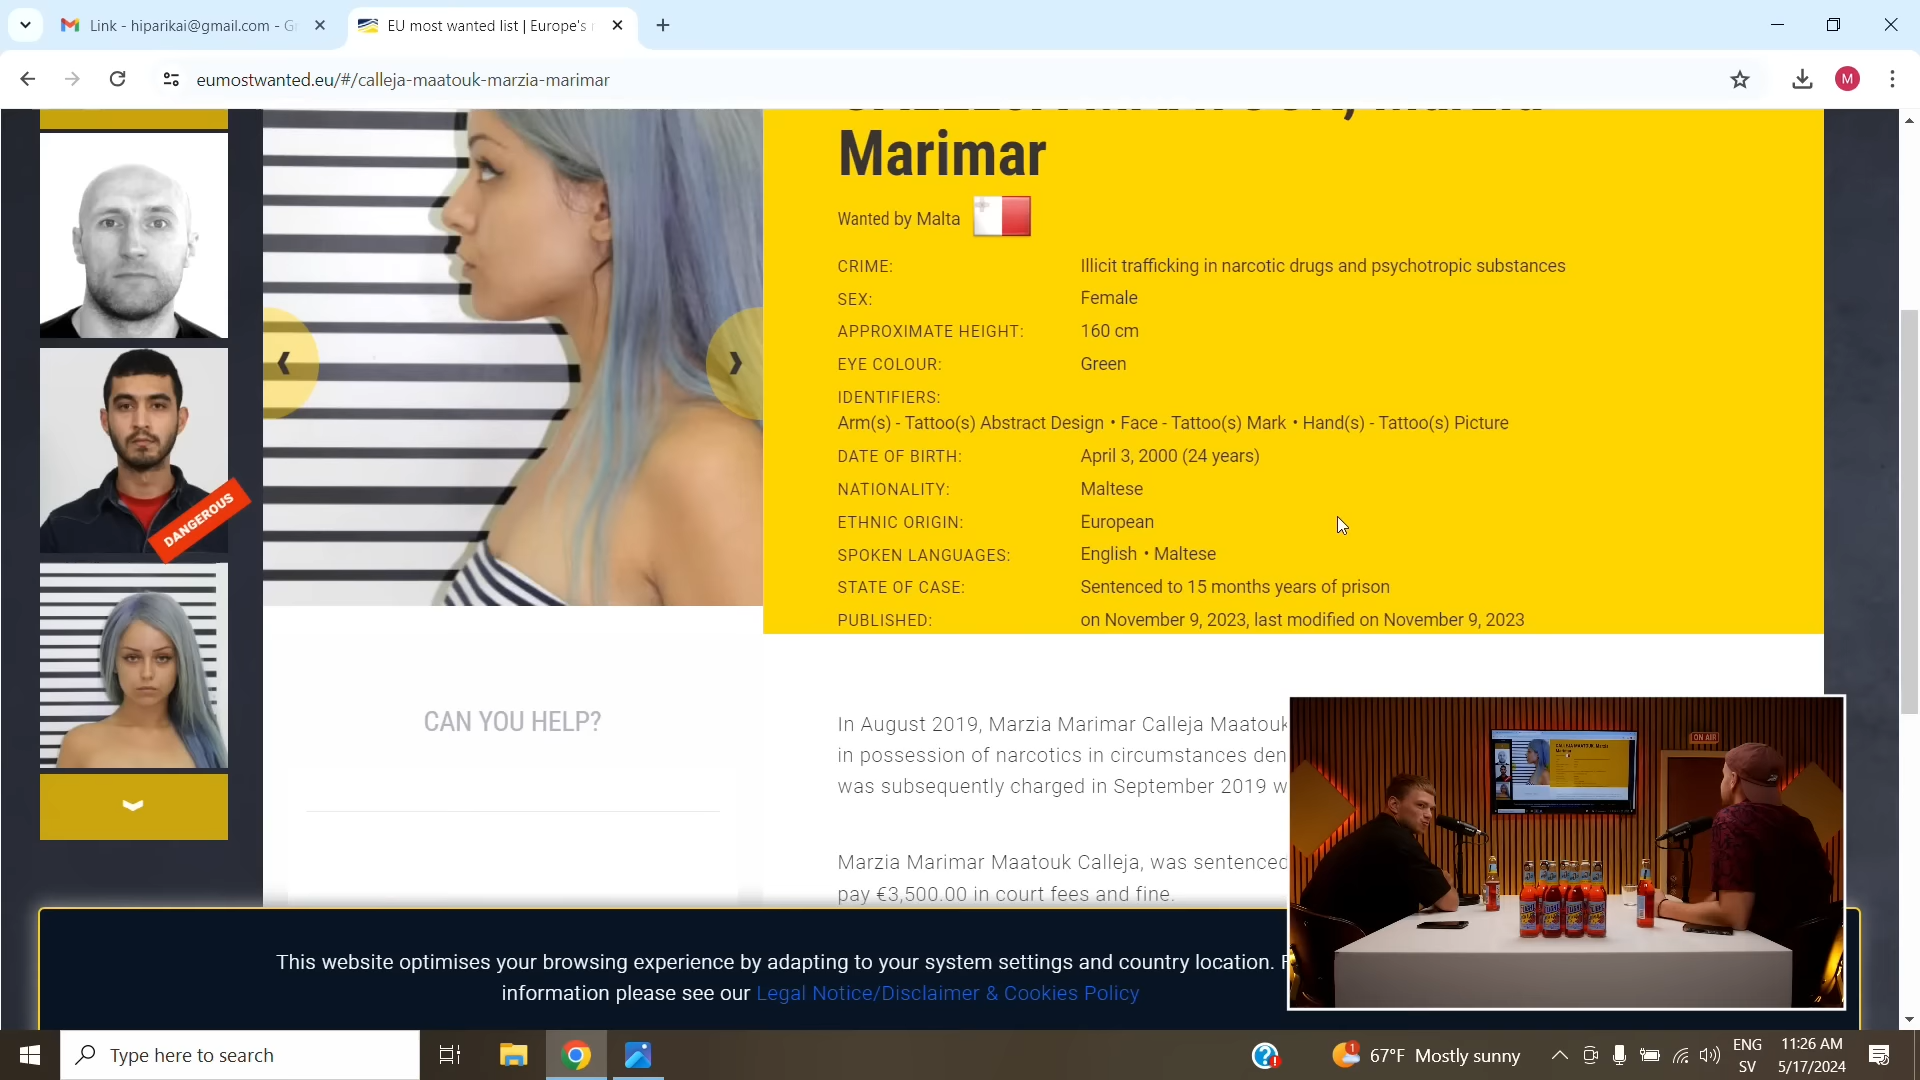 Link - hiparikai@gmail.com - G
EU most wanted list | Europe's
eumostwanted.eu/#/calleja-maatouk-marzia-marimar
M
Marimar
Wanted by Malta
CRIME: Illicit trafficking in narcotic drugs and psychotropic substances
SEX: Female
APPROXIMATE HEIGHT: 160 cm
EYE COLOUR: Green
IDENTIFIERS:
Arm(s) - Tattoo(s) Abstract Design • Face - Tattoo(s) Mark • Hand(s) - Tattoo(s) Picture
DATE OF BIRTH: April 3, 2000 (24 years)
NATIONALITY: Maltese
ETHNIC ORIGIN: European
SPOKEN LANGUAGES: English • Maltese
STATE OF CASE: Sentenced to 15 months years of prison
PUBLISHED: on November 9, 2023, last modified on November 9, 2023
DANGEROUS
CAN YOU HELP?
In August 2019, Marzia Marimar Calleja Maatouk
in possession of narcotics in circumstances den
was subsequently charged in September 2019 w
Marzia Marimar Maatouk Calleja, was sentenced
pay €3,500.00 in court fees and fine.
ON AIR
This website optimises your browsing experience by adapting to your system settings and country location. F
information please see our Legal Notice/Disclaimer & Cookies Policy
Type here to search
1
67°F Mostly sunny
ENG
SV
11:26 AM
5/17/2024